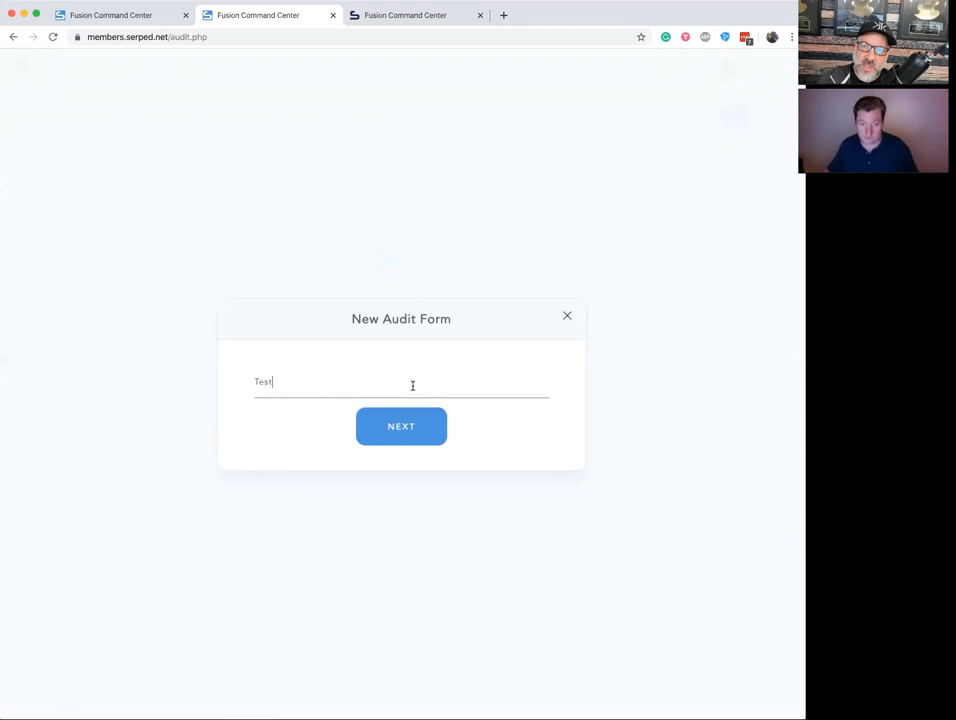 Fusion Command Center
Fusion Command Center
Fusion Command Center
members.serped.net/audit.php
7
New Audit Form
Test
NEXT